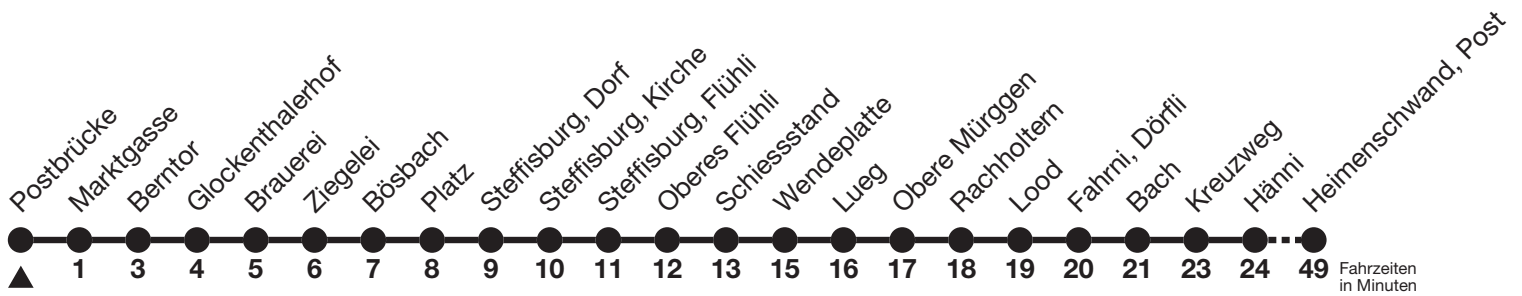 Postbrücke
Marktgasse
Berntor
Glockenthalerhof
Brauerei
Ziegelei
Bösbach
Platz
Steffisburg, Dorf
Steffisburg, Kirche
Steffisburg, Flühli
Oberes Flühli
Schiessstand
Wendeplatte
Lueg
Obere Mürggen
Rachholtern
Lood
Fahrni, Dörfli
Bach
Kreuzweg
Hänni
Heimenschwand, Post
1 3 4 5 6 7 8 9 10 11 12 13 15 16 17 18 19 20 21 23 24 49
Fahrzeiten
in Minuten